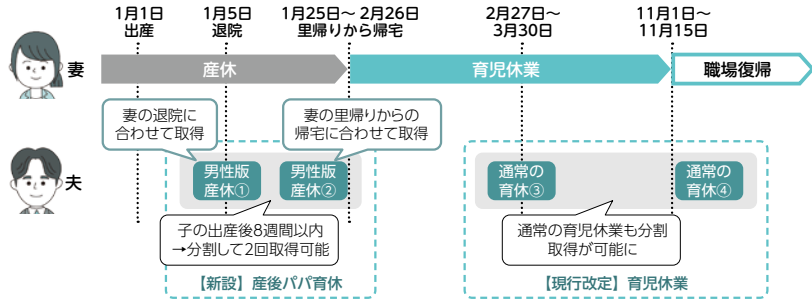 1月1日
出産
1月5日
退院
1月25日～ 2月26日
里帰りから帰宅
2月27日～
3月30日
11月1日～
11月15日
妻
産休
育児休業
職場復帰
妻の退院に
合わせて取得
妻の里帰りからの
帰宅に合わせて取得
夫
男性版
産休①
男性版
産休②
通常の
育休③
通常の
育休④
子の出産後8週間以内
→分割して2回取得可能
通常の育児休業も分割
取得が可能に
【新設】産後パパ育休
【現行改定】育児休業